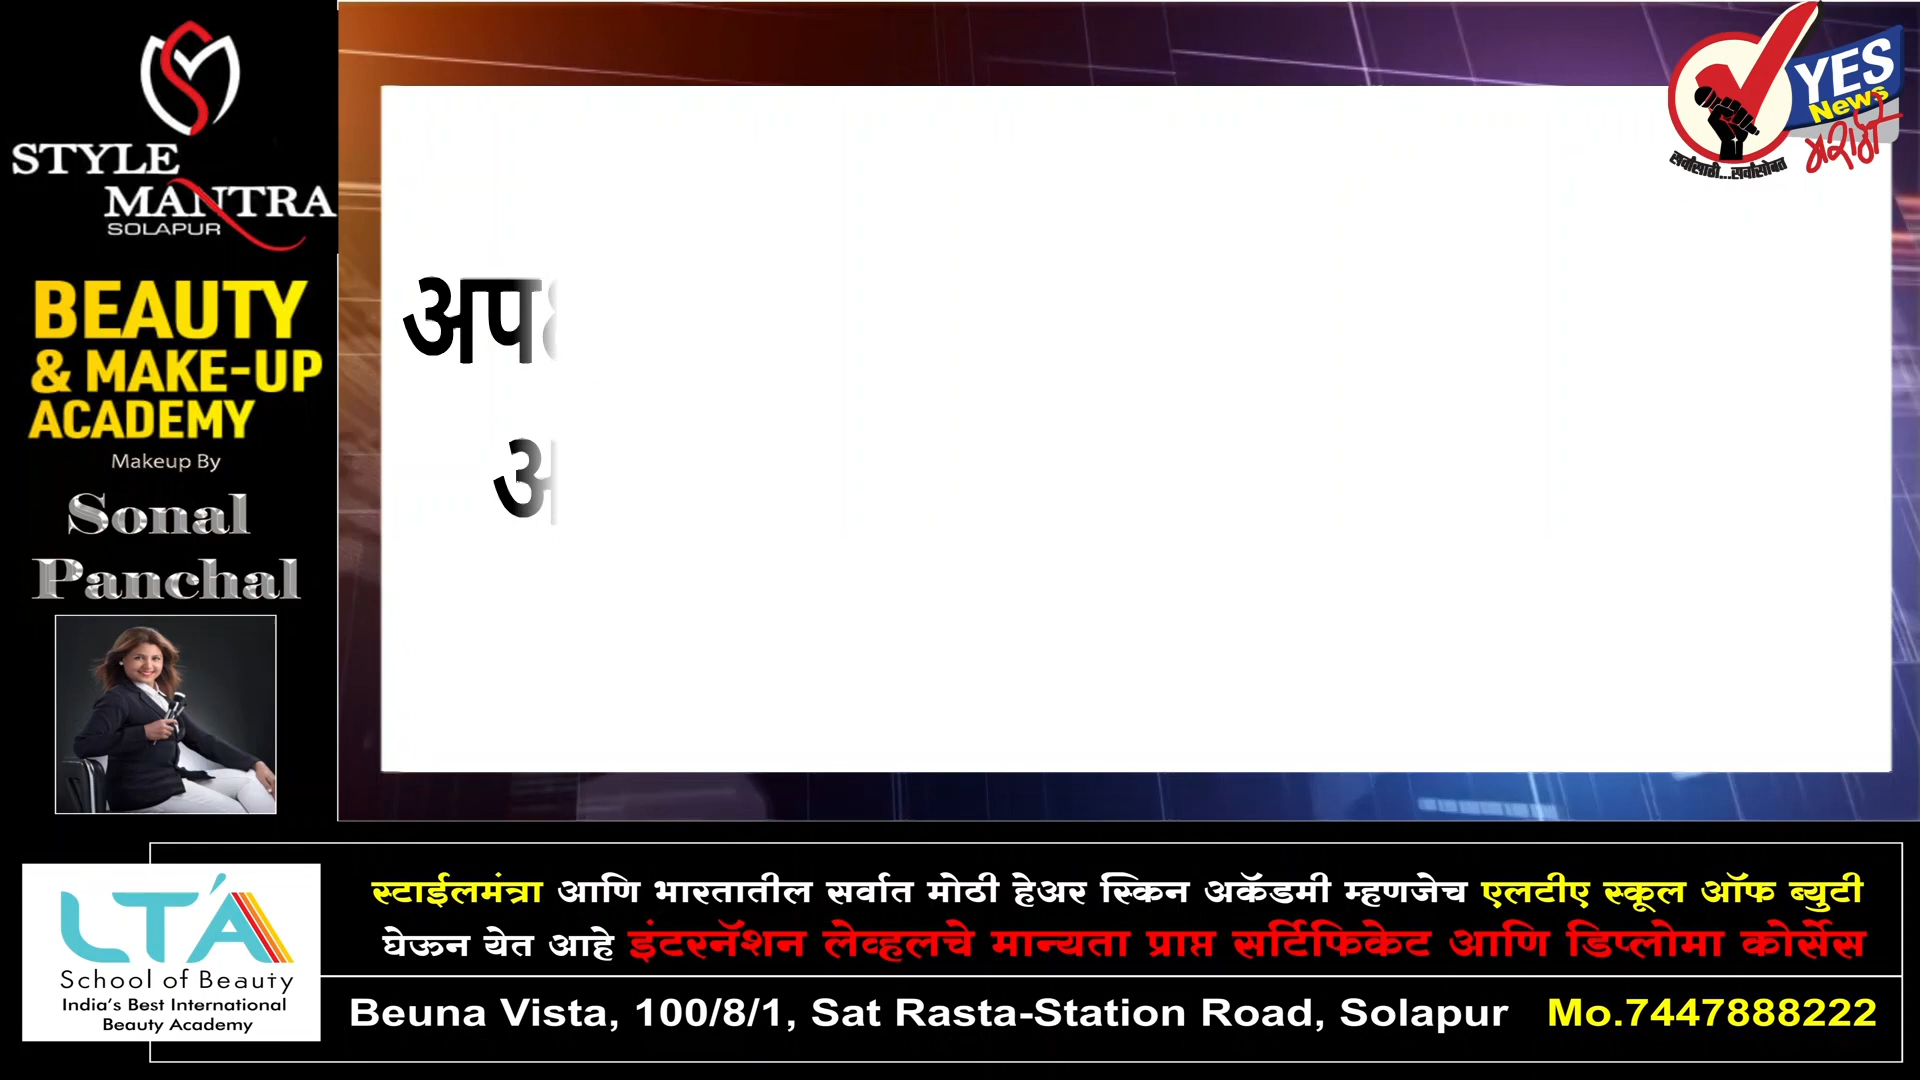 STYLE
MANTRA
SOLAPUR
BEAUTY
& MAKE-UP
ACADEMY
Makeup By
Sonal
Panchal
YES
News
मराठी
सर्वांसाठी...सर्वांसोबत
LTA
School of Beauty
India's Best International
Beauty Academy
स्टाईलमंत्रा आणि भारतातील सर्वात मोठी हेअर स्किन अकॅडमी म्हणजेच एलटीए स्कूल ऑफ ब्युटी
घेऊन येत आहे इंटरनॅशन लेव्हलचे मान्यता प्राप्त सर्टिफिकेट आणि डिप्लोमा कोर्सेस
Beuna Vista, 100/8/1, Sat Rasta-Station Road, Solapur Mo.7447888222